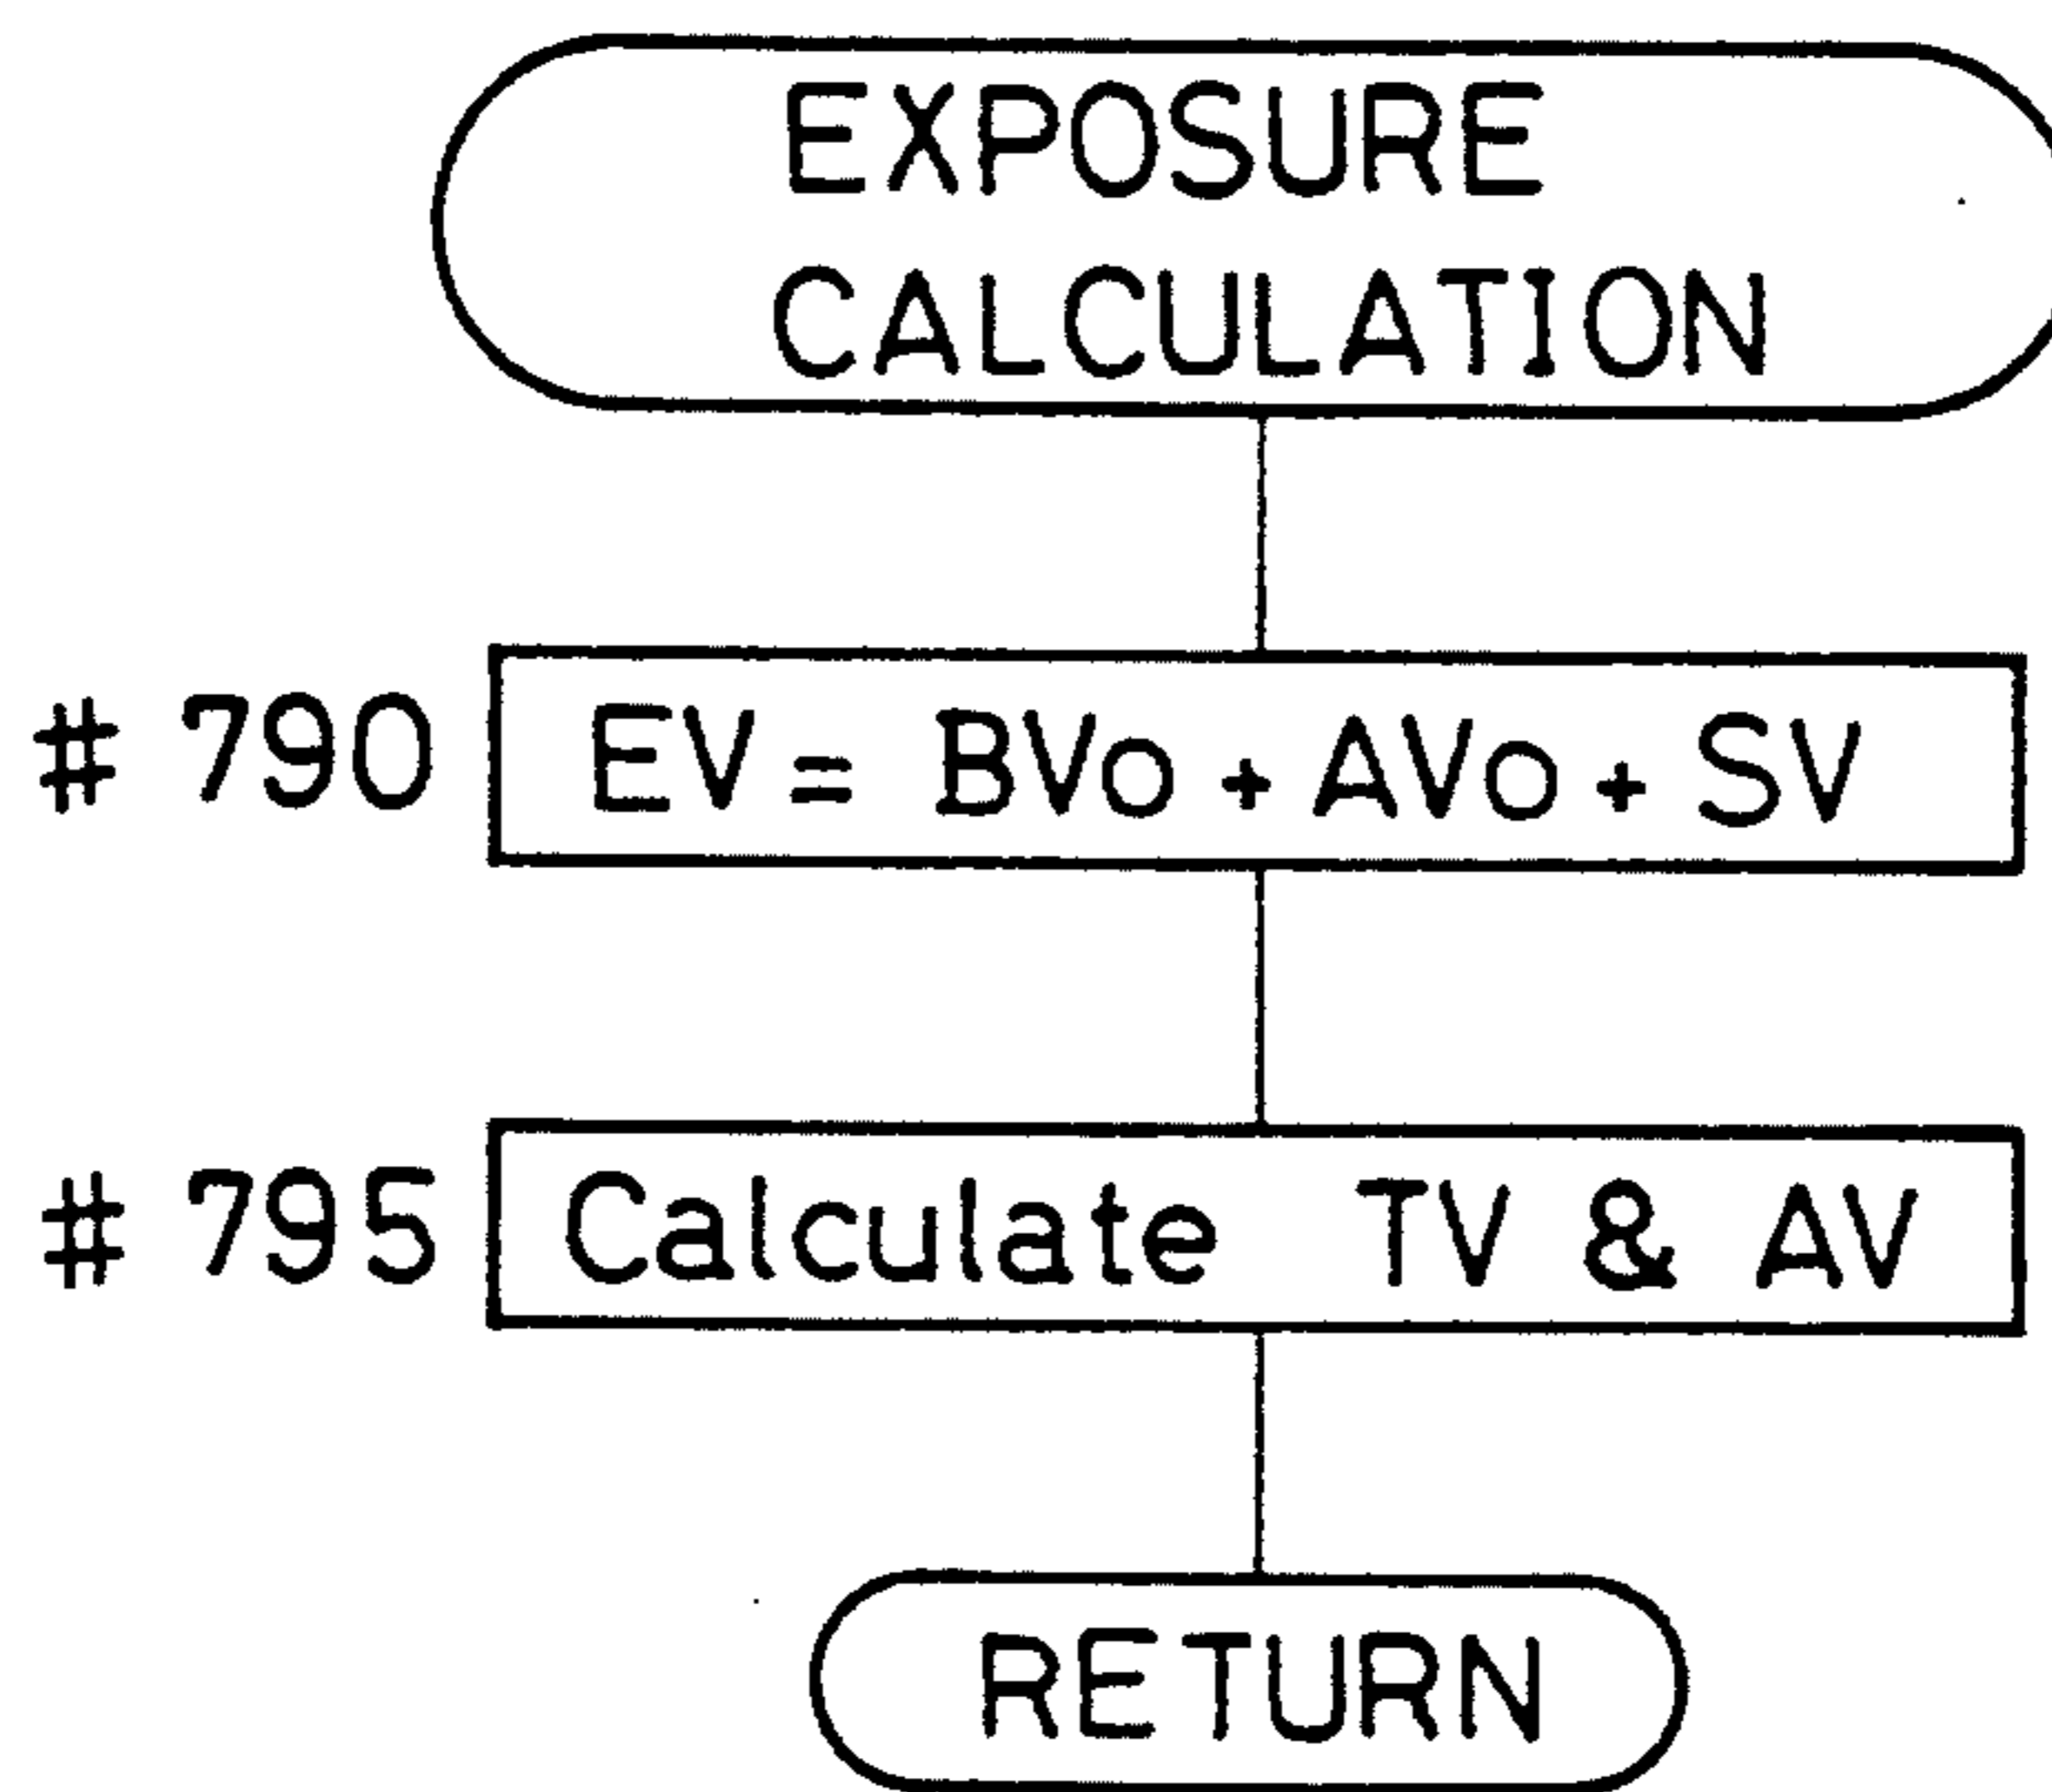 EXPOSURE
CALCULATION
# 790 EV = BVo + AVo + SV
# 795 Calculate TV & AV
RETURN